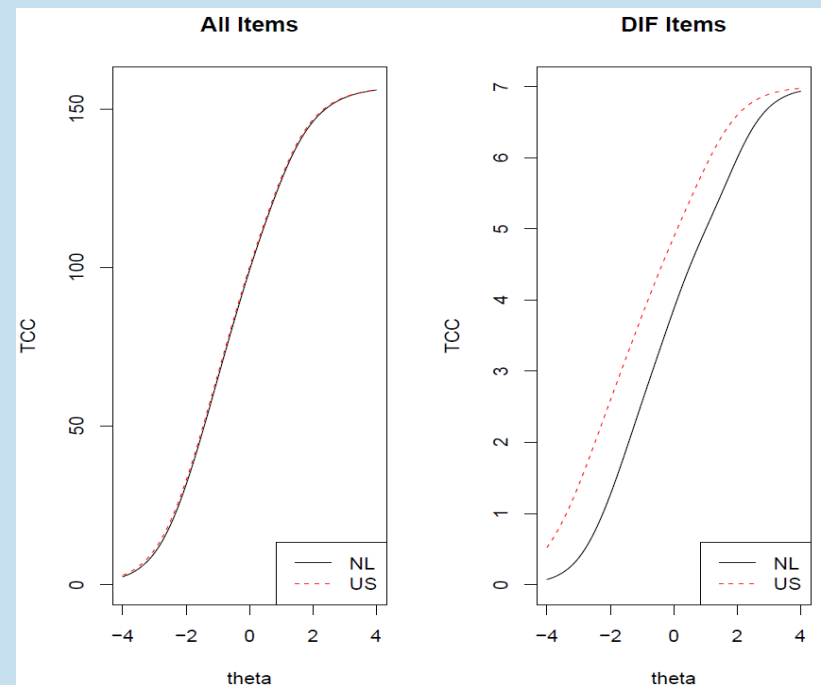 All Items
TCC
150
100
50
0
NL
US
−4 −2 0 2 4
theta
DIF Items
TCC
7
6
5
4
3
2
1
0
NL
US
−4 −2 0 2 4
theta